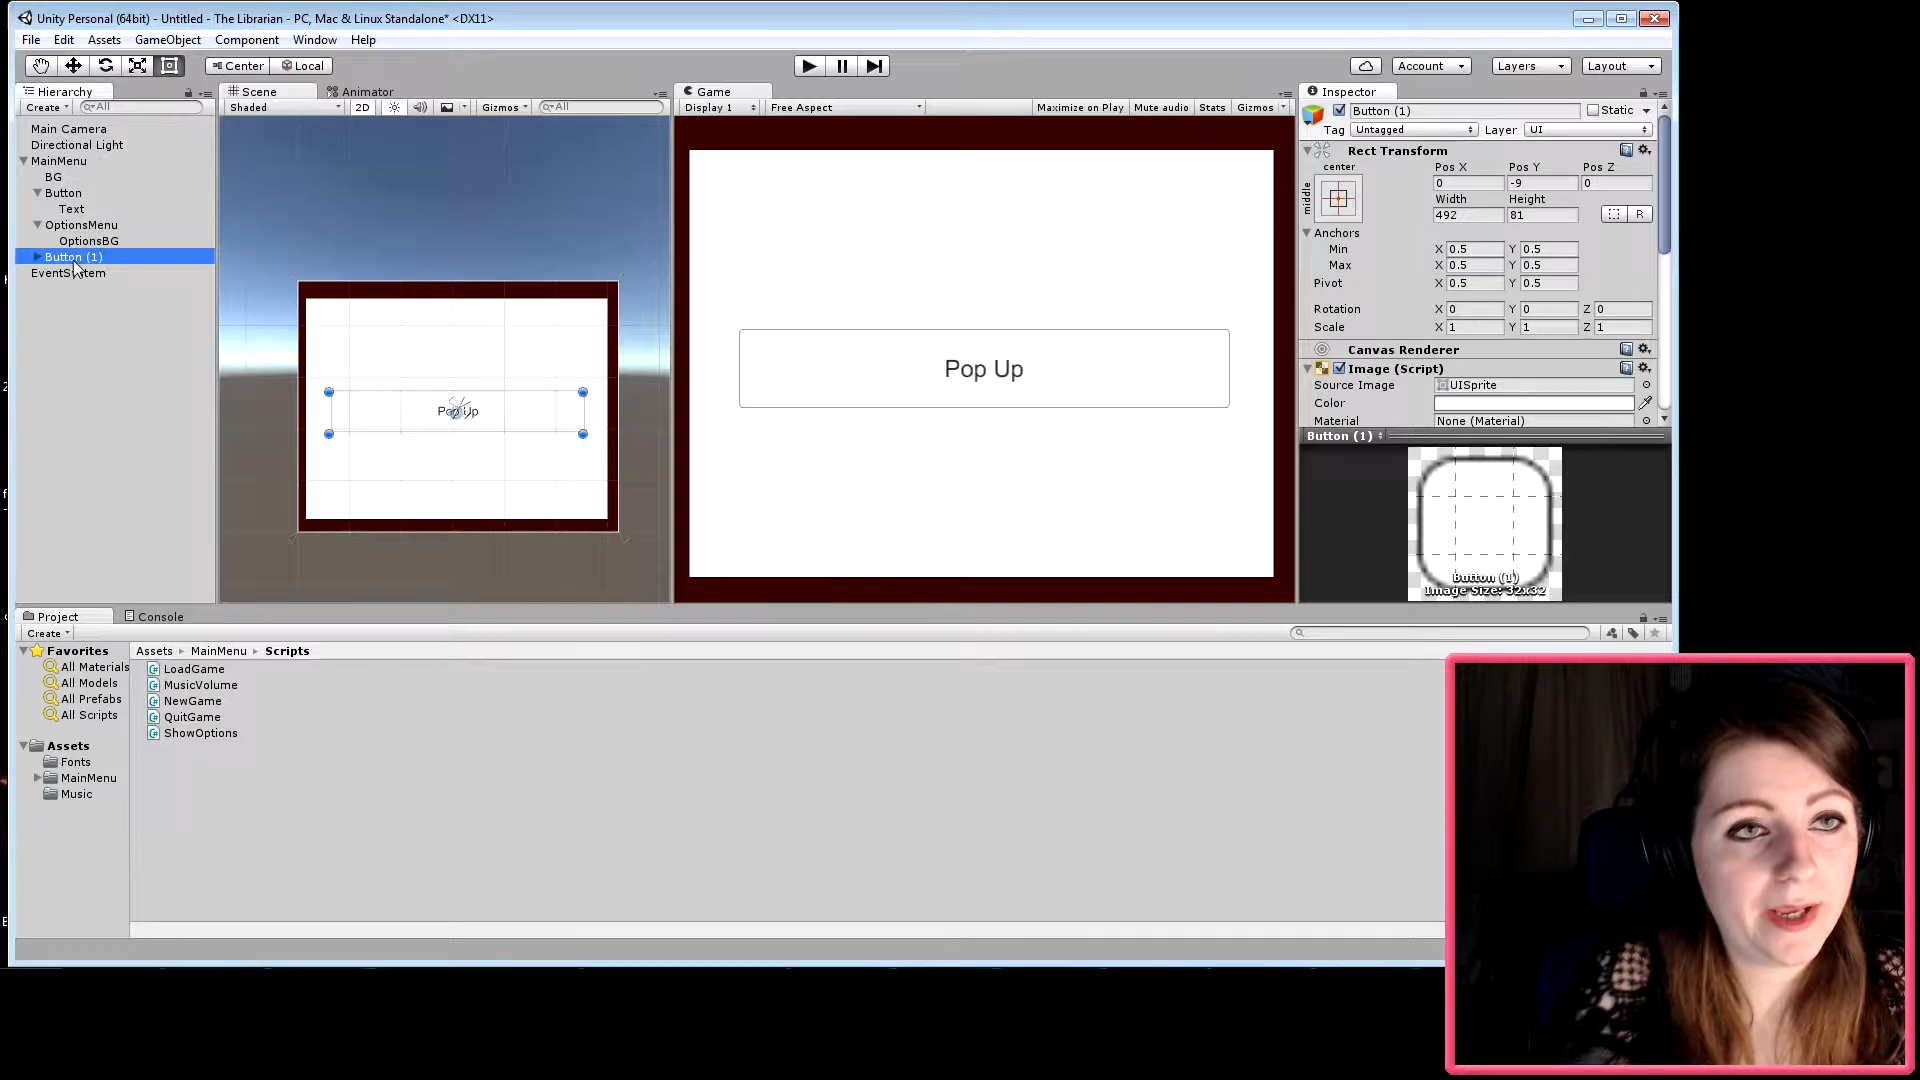 Unity Personal (64bit) - Untitled - The Librarian - PC, Mac & Linux Standalone* <DX11>
File Edit Assets GameObject Component Window Help
Center Local Account Layers Layout
Hierarchy Scene Animator Game Inspector
Create All Shaded 2D Gizmos All Display 1 Free Aspect Maximize on Play Mute audio Stats Gizmos
Button (1) Static
Tag Untagged Layer UI
Main Camera
Directional Light
MainMenu
BG
Button
Text
OptionsMenu
OptionsBG
Button (1)
EventSystem
Pop Up
Pop Up
Rect Transform
center Pos X Pos Y Pos Z
middle 0 -9 0
Width Height
492 81 R
Anchors
Min X 0.5 Y 0.5
Max X 0.5 Y 0.5
Pivot X 0.5 Y 0.5
Rotation X 0 Y 0 Z 0
Scale X 1 Y 1 Z 1
Canvas Renderer
Image (Script)
Source Image UISprite
Color
Material None (Material)
Button (1)
Button (1)
Image Size: 32x32
Project Console
Create
Favorites
All Materials
All Models
All Prefabs
All Scripts
Assets
Fonts
MainMenu
Music
Assets MainMenu Scripts
LoadGame
MusicVolume
NewGame
QuitGame
ShowOptions